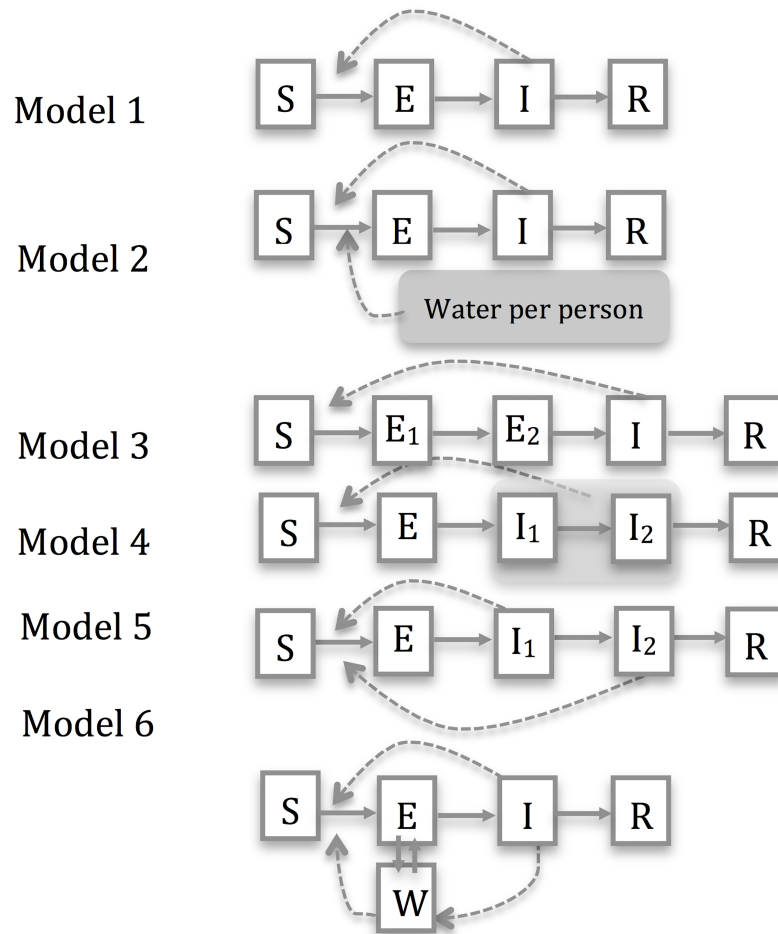 Model 1
S E I R
Model 2
S E I R
Water per person
Model 3
S E₁ E₂ I R
Model 4
S E I₁ I₂ R
Model 5
S E I₁ I₂ R
Model 6
S E I R
W